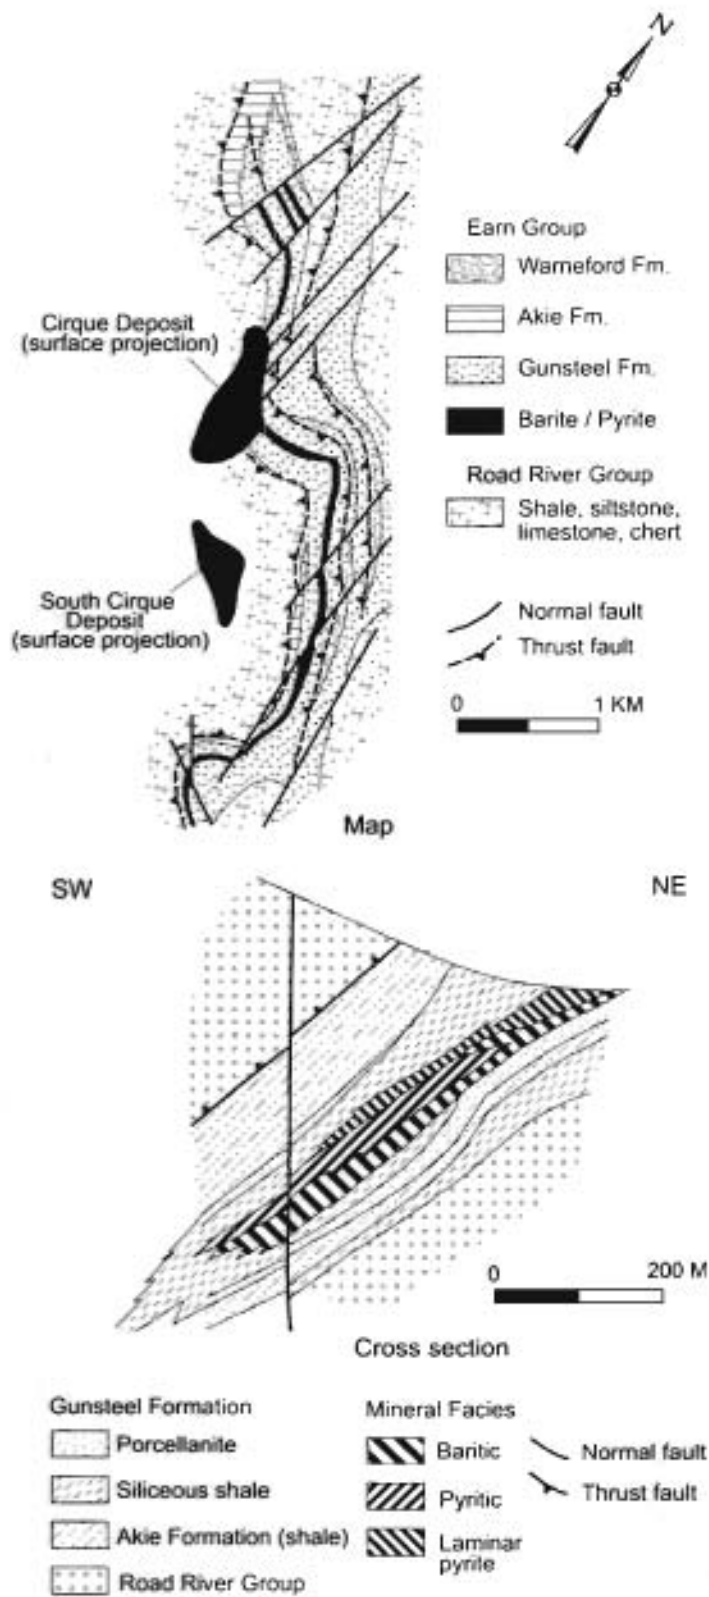 N
Earn Group
Warneford Fm.
Akie Fm.
Gunsteel Fm.
Barite / Pyrite
Road River Group
Shale, siltstone,
limestone, chert
Normal fault
Thrust fault
0 1 KM
Cirque Deposit
(surface projection)
South Cirque
Deposit
(surface projection)
Map
SW NE
0 200 M
Cross section
Gunsteel Formation
Porcellanite
Siliceous shale
Akie Formation (shale)
Road River Group
Mineral Facies
Baritic
Pyritic
Laminar
pyrite
Normal fault
Thrust fault